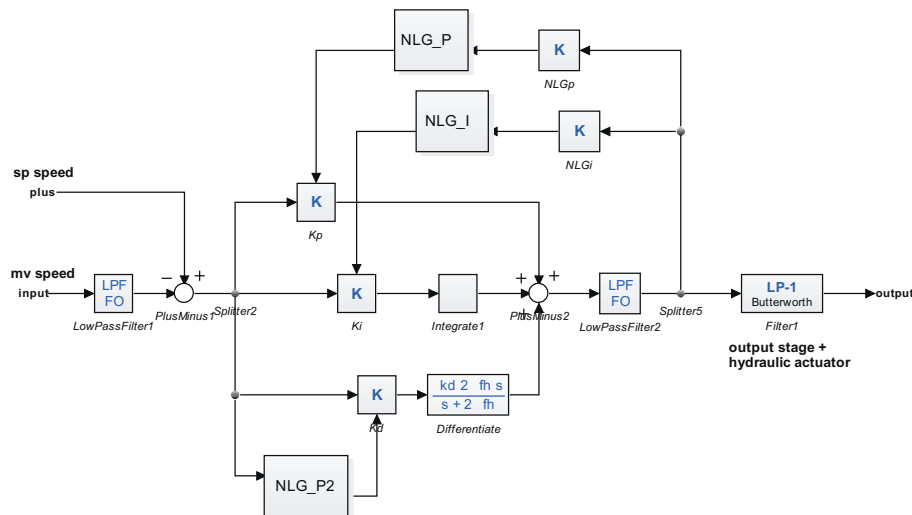 NLG_P
K
NLGp
NLG_I
K
NLGi
sp speed
plus
K
Kp
mv speed
input
LPF
FO
LowPassFilter1
− +
PlusMinus1
Splitter2
K
Ki
Integrate1
+ +
+
PlusMinus2
LPF
FO
LowPassFilter2
Splitter5
LP-1
Butterworth
Filter1
output
output stage +
hydraulic actuator
K
Kd
kd 2 fh s
s + 2 fh
Differentiate
NLG_P2